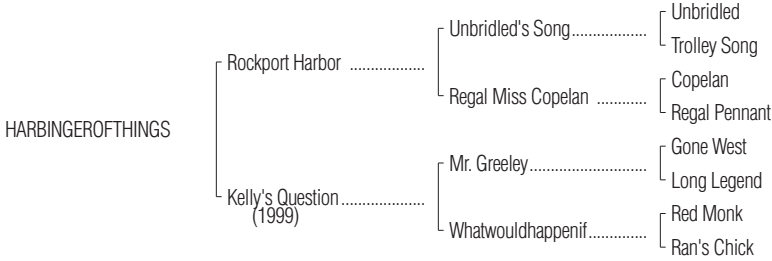 Unbridled
Unbridled's Song..................
Trolley Song
Rockport Harbor ..................
Copelan
Regal Miss Copelan ............
Regal Pennant
HARBINGEROFTHINGS
Gone West
Mr. Greeley............................
Long Legend
Kelly's Question....................
(1999)
Red Monk
Whatwouldhappenif..............
Ran's Chick